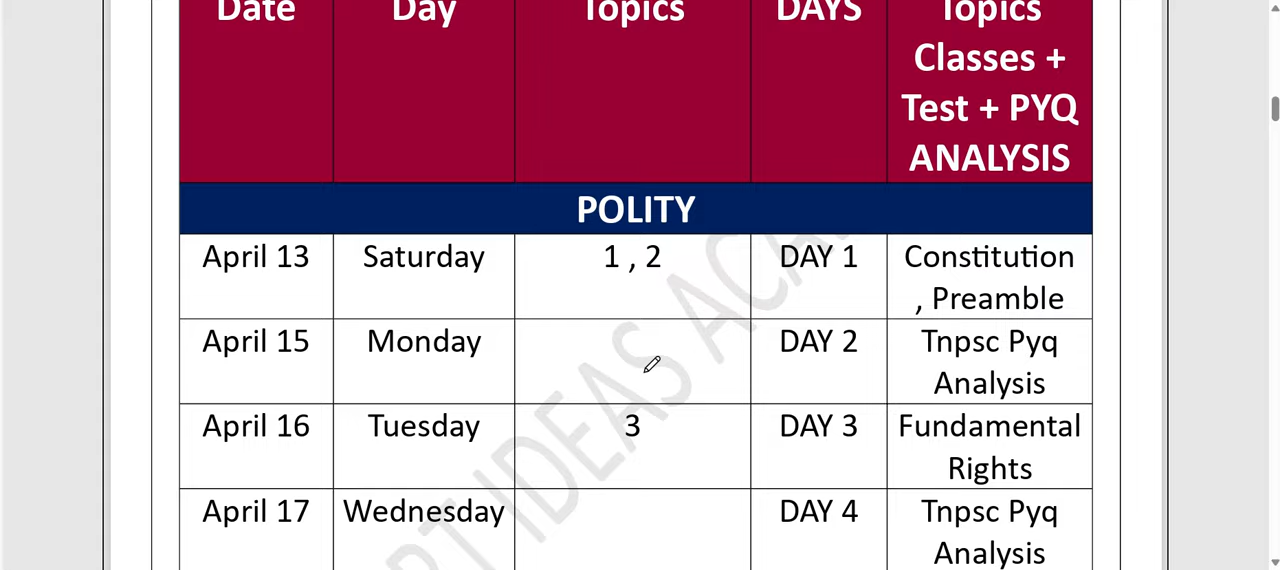 Date Day Topics DAYS Topics
Classes +
Test + PYQ
ANALYSIS
POLITY
April 13 Saturday 1 , 2 DAY 1 Constitution
, Preamble
April 15 Monday DAY 2 Tnpsc Pyq
Analysis
April 16 Tuesday 3 DAY 3 Fundamental
Rights
April 17 Wednesday DAY 4 Tnpsc Pyq
Analysis
IDEAS